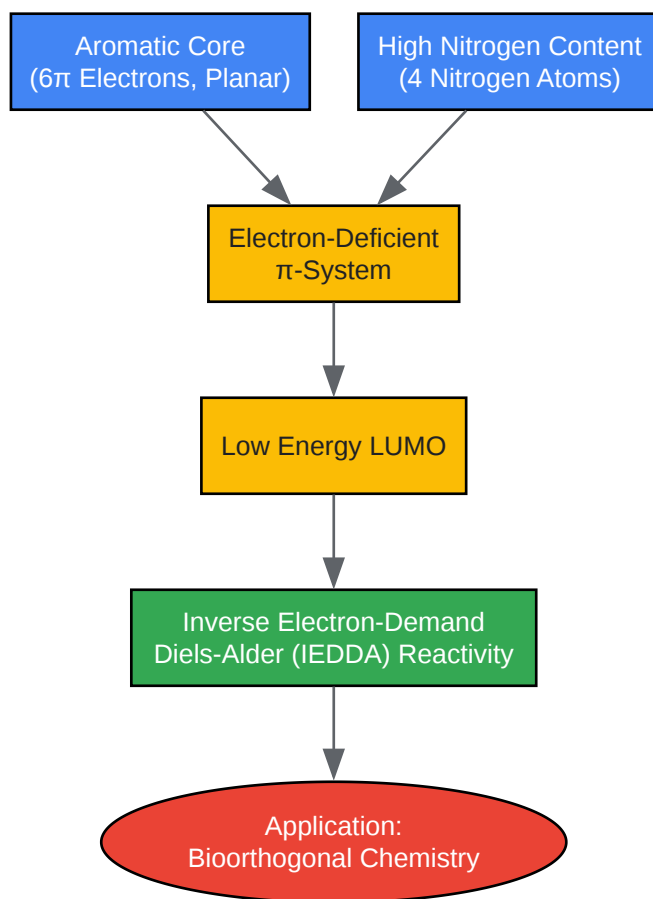 Aromatic Core
(6π Electrons, Planar)
High Nitrogen Content
(4 Nitrogen Atoms)
Electron-Deficient
π-System
Low Energy LUMO
Inverse Electron-Demand
Diels-Alder (IEDDA) Reactivity
Application:
Bioorthogonal Chemistry